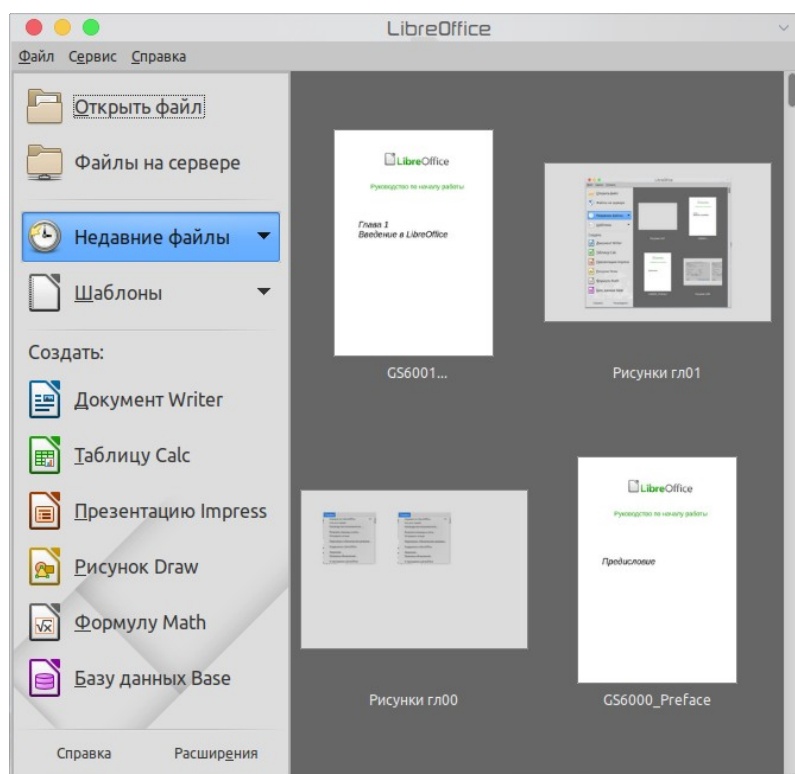 LibreOffice
Файл Сервис Справка
Открыть файл
Файлы на сервере
Недавние файлы
Шаблоны
Создать:
Документ Writer
Таблицу Calc
Презентацию Impress
Рисунок Draw
Формулу Math
Базу данных Base
Справка Расширения
LibreOffice
Руководство по началу работы
Глава 1
Введение в LibreOffice
GS6001...
Рисунки гл01
Рисунки гл00
LibreOffice
Руководство по началу работы
Предисловие
GS6000_Preface